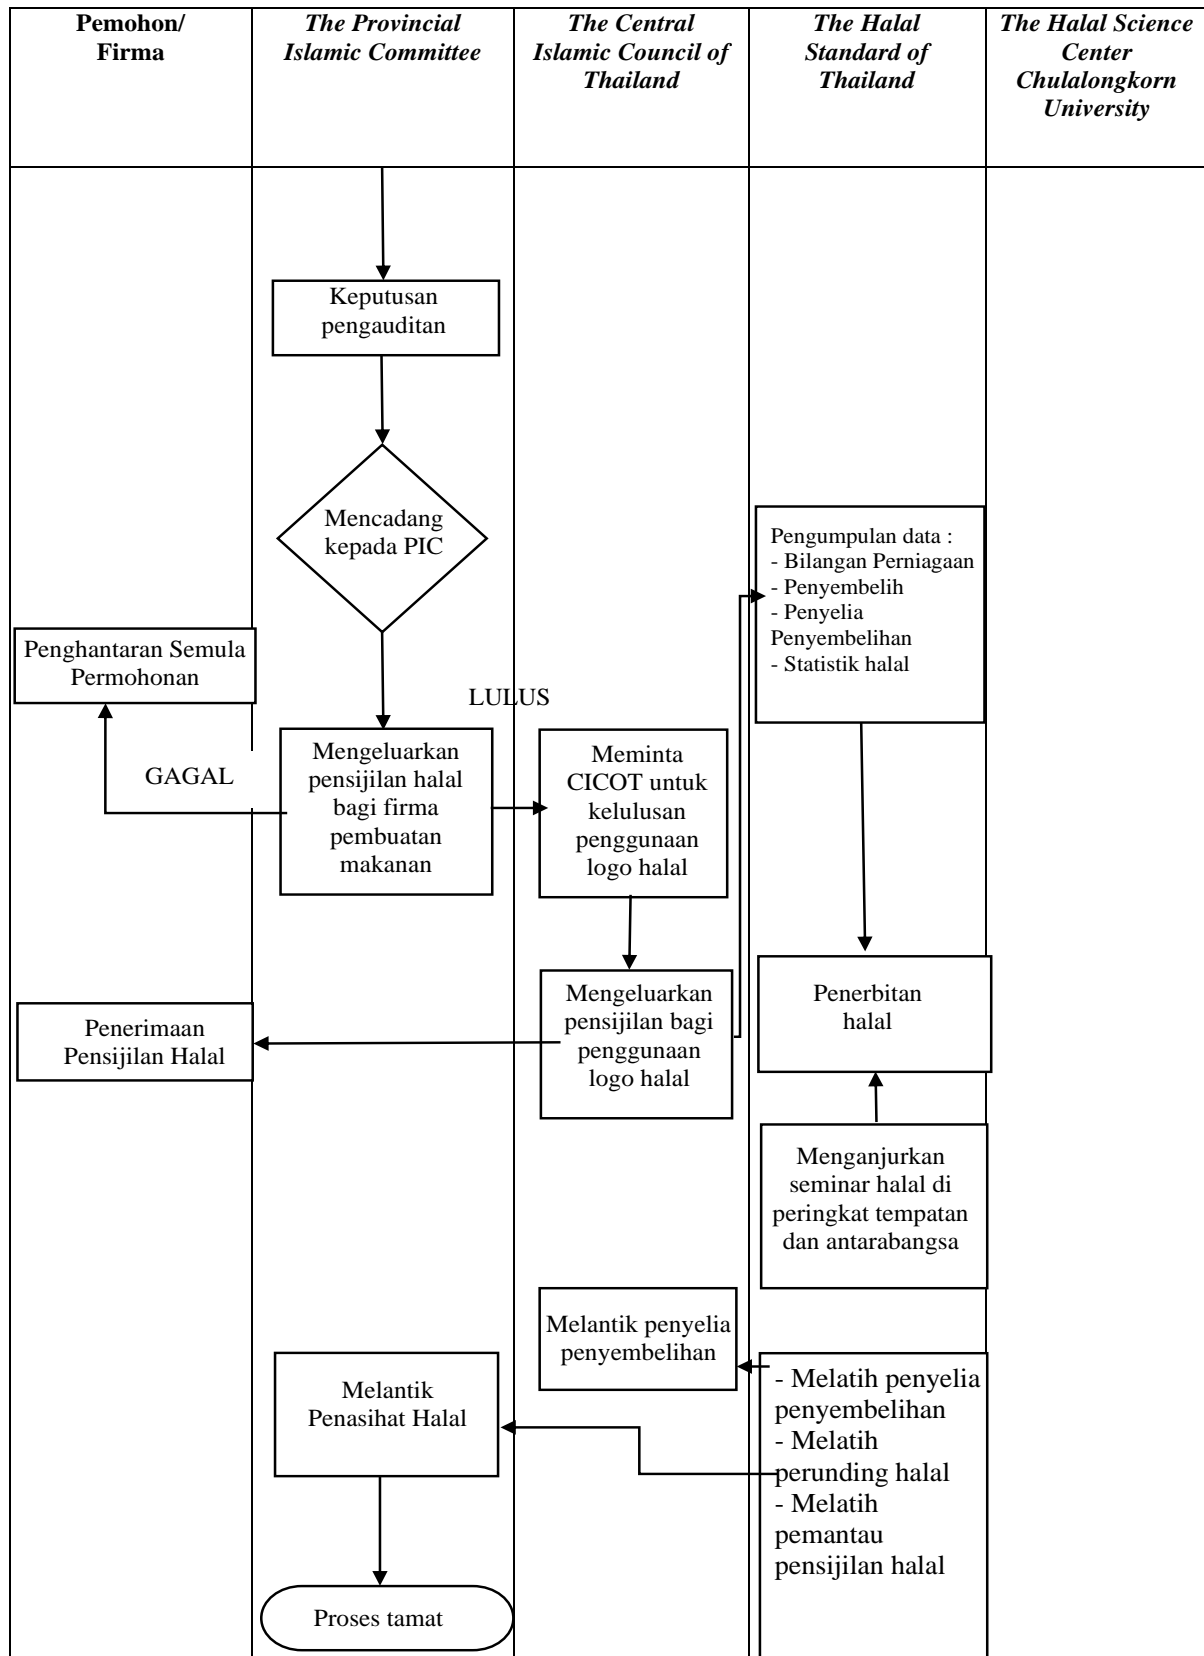 Pemohon/
Firma
The Provincial
Islamic Committee
The Central
Islamic Council of
Thailand
The Halal
Standard of
Thailand
The Halal Science
Center
Chulalongkorn
University
Keputusan
pengauditan
Mencadang
kepada PIC
Pengumpulan data :
- Bilangan Perniagaan
- Penyembelih
- Penyelia
Penyembelihan
- Statistik halal
Penghantaran Semula
Permohonan
LULUS
GAGAL
Mengeluarkan
pensijilan halal
bagi firma
pembuatan
makanan
Meminta
CICOT untuk
kelulusan
penggunaan
logo halal
Penerimaan
Pensijilan Halal
Mengeluarkan
pensijilan bagi
penggunaan
logo halal
Penerbitan
halal
Menganjurkan
seminar halal di
peringkat tempatan
dan antarabangsa
Melantik penyelia
penyembelihan
Melantik
Penasihat Halal
- Melatih penyelia
penyembelihan
- Melatih
perunding halal
- Melatih
pemantau
pensijilan halal
Proses tamat